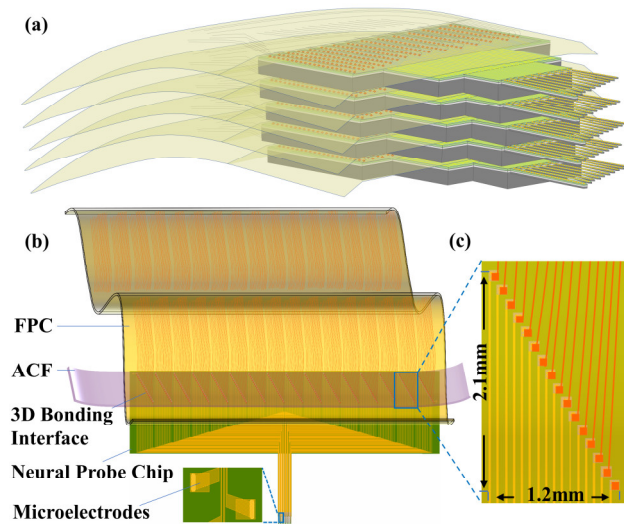 (a)
(b)
(c)
FPC
ACF
3D Bonding
Interface
Neural Probe Chip
Microelectrodes
2.1mm
1.2mm